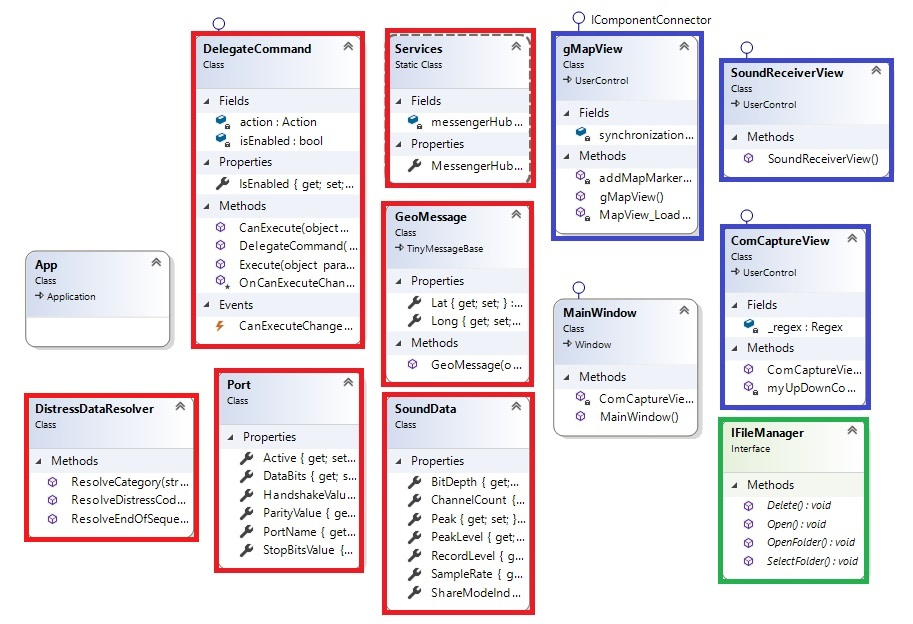 DelegateCommand
Class
Fields
action : Action
isEnabled : bool
Properties
IsEnabled { get; set;...
Methods
CanExecute(object ...
DelegateCommand(...
Execute(object para...
OnCanExecuteChan...
Events
CanExecuteChange...
Services
Static Class
Fields
messengerHub ...
Properties
MessengerHub...
IComponentConnector
gMapView
Class
UserControl
Fields
synchronization...
Methods
addMapMarker...
gMapView()
MapView_Load ...
SoundReceiverView
Class
UserControl
Methods
SoundReceiverView()
App
Class
Application
GeoMessage
Class
TinyMessageBase
Properties
Lat { get; set; } :...
Long { get; set;...
Methods
GeoMessage(o...
MainWindow
Class
Window
Methods
ComCaptureVie...
MainWindow()
ComCaptureView
Class
UserControl
Fields
_regex : Regex
Methods
ComCaptureVie...
myUpDownCo...
DistressDataResolver
Class
Methods
ResolveCategory(str...
ResolveDistressCod...
ResolveEndOfSeque...
Port
Class
Properties
Active { get; set...
DataBits { get; s...
HandshakeValu...
ParityValue { ge...
PortName { get...
StopBitsValue {...
SoundData
Class
Properties
BitDepth { get;...
ChannelCount {...
Peak { get; set; }...
PeakLevel { get;...
RecordLevel { g...
SampleRate { g...
ShareModeInd...
IFileManager
Interface
Methods
Delete() : void
Open() : void
OpenFolder() : void
SelectFolder() : void